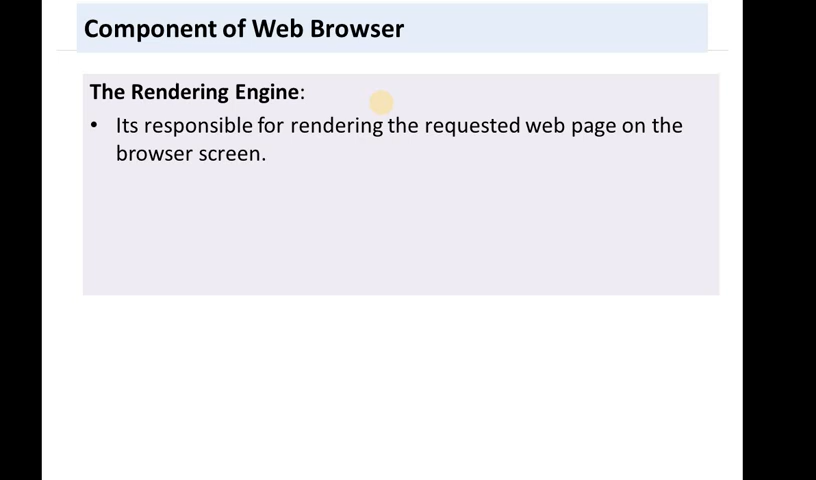 Component of Web Browser
The Rendering Engine:
• Its responsible for rendering the requested web page on the
browser screen.